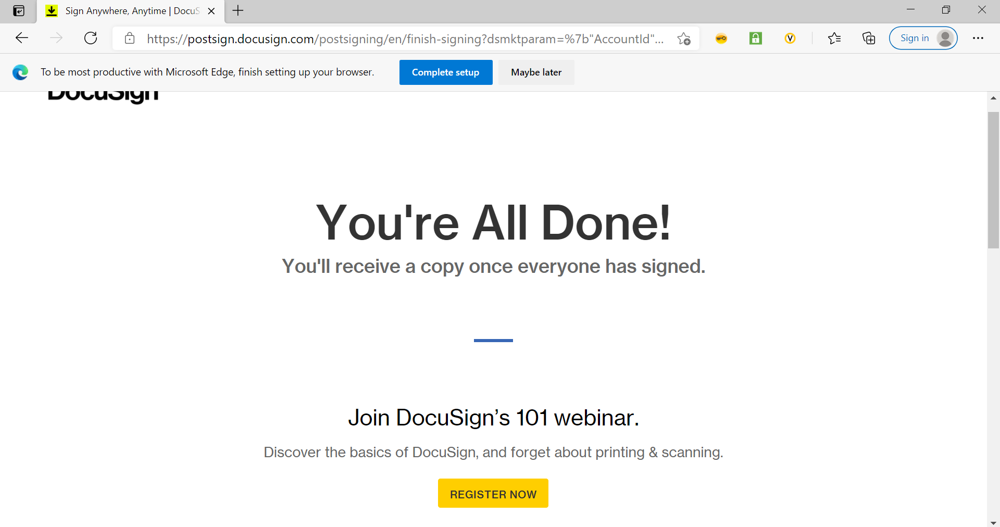 Sign Anywhere, Anytime | DocuS
https://postsign.docusign.com/postsigning/en/finish-signing?dsmktparam=%7b"AccountId"...
Sign in
To be most productive with Microsoft Edge, finish setting up your browser.
Complete setup
Maybe later
DocuSign
You're All Done!
You'll receive a copy once everyone has signed.
Join DocuSign’s 101 webinar.
Discover the basics of DocuSign, and forget about printing & scanning.
REGISTER NOW